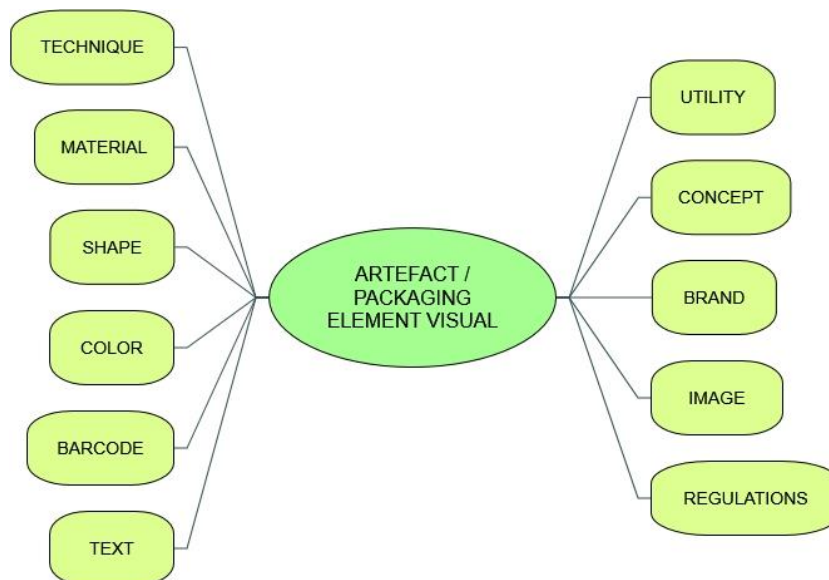 TECHNIQUE
MATERIAL
SHAPE
COLOR
BARCODE
TEXT
ARTEFACT /
PACKAGING
ELEMENT VISUAL
UTILITY
CONCEPT
BRAND
IMAGE
REGULATIONS